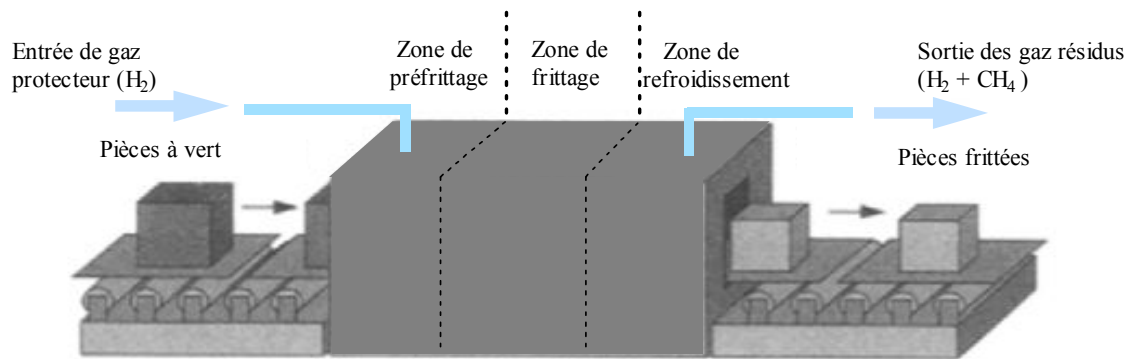 Entrée de gaz
protecteur (H₂)
Zone de
préfrittage
Zone de
frittage
Zone de
refroidissement
Sortie des gaz résidus
(H₂ + CH₄ )
Pièces à vert
Pièces frittées